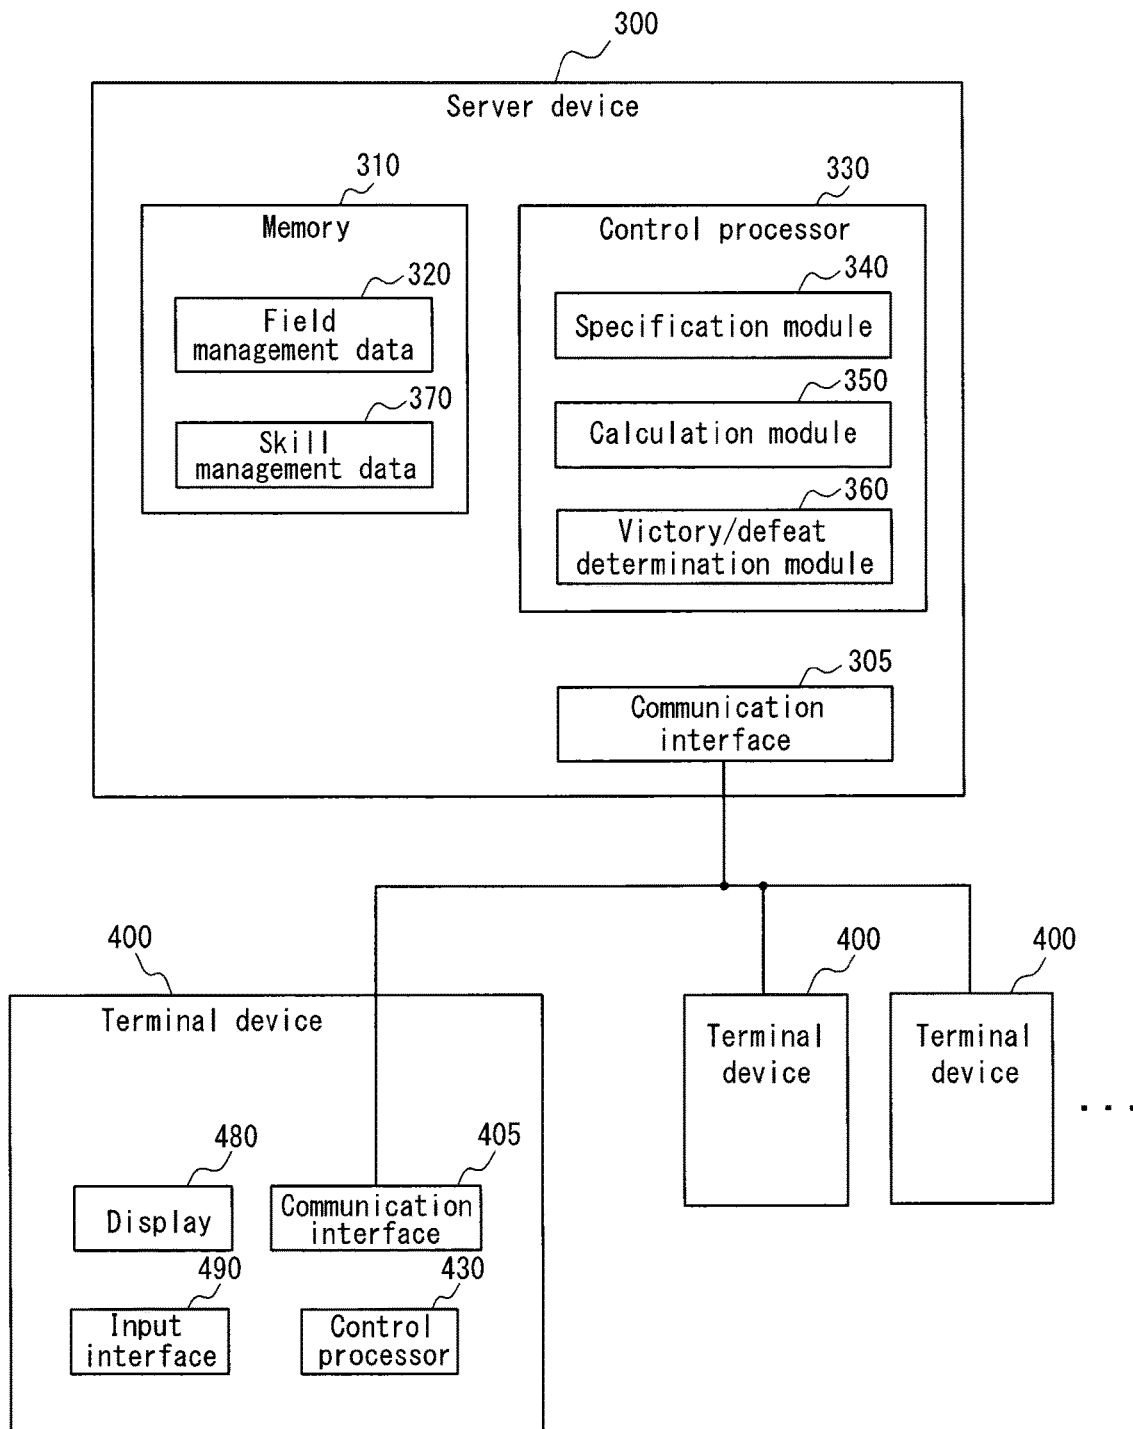 300
Server device
310
330
Memory
Control processor
320
340
Field
management data
Specification module
370
350
Skill
management data
Calculation module
360
Victory/defeat
determination module
305
Communication
interface
400
400
400
Terminal device
Terminal
device
Terminal
device
...
480
405
Display
Communication
interface
490
430
Input
interface
Control
processor